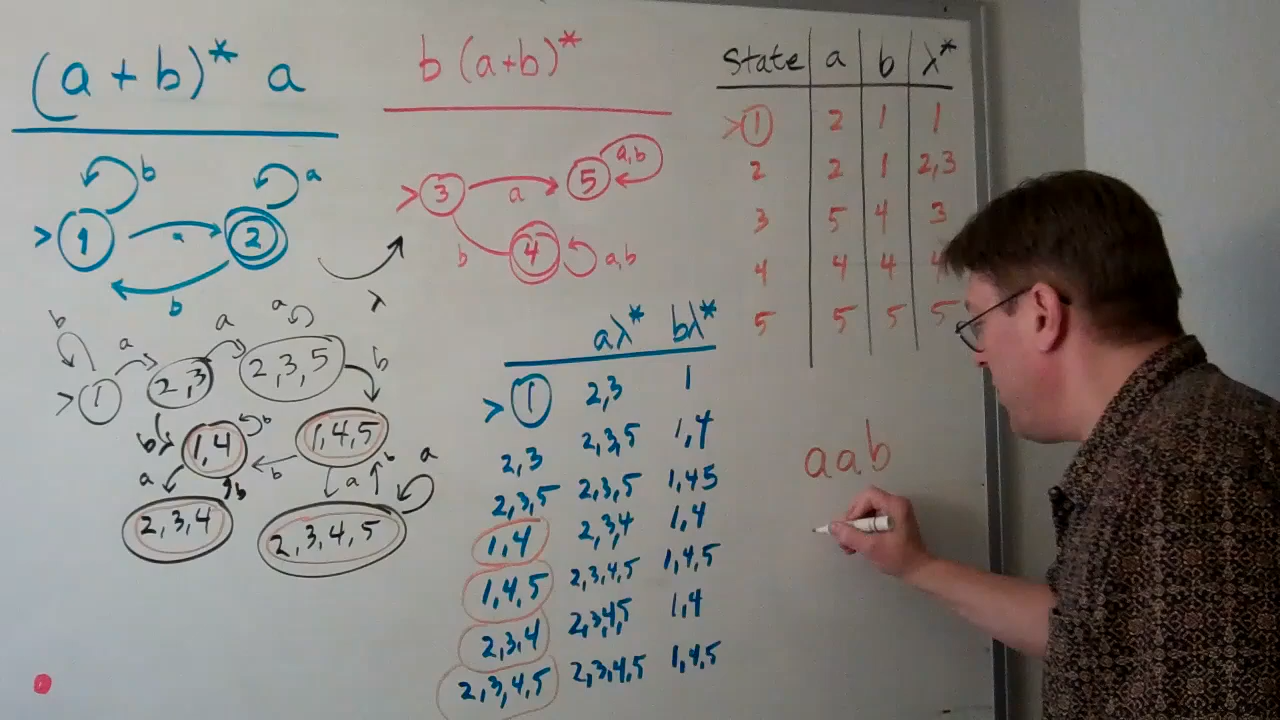 (a + b)* a
b
> 1 a 2 a
b
b (a+b)*
> 3 a 5 a,b
b 4 a,b
λ
b a a a
> 1 2,3 2,3,5 b
b 1,4 b b 1,4,5 b
a b a a
2,3,4 2,3,4,5
aλ* bλ*
> 1 2,3 1
2,3 2,3,5 1,4
2,3,5 2,3,5 1,45
1,4 2,3,4 1,4
1,4,5 2,3,4,5 1,4,5
2,3,4 2,3,4,5 1,4
2,3,4,5 2,3,4,5 1,4,5
State a b λ*
> 1 2 1 1
2 2 1 2,3
3 5 4 3
4 4 4 4
5 5 5 5
aab